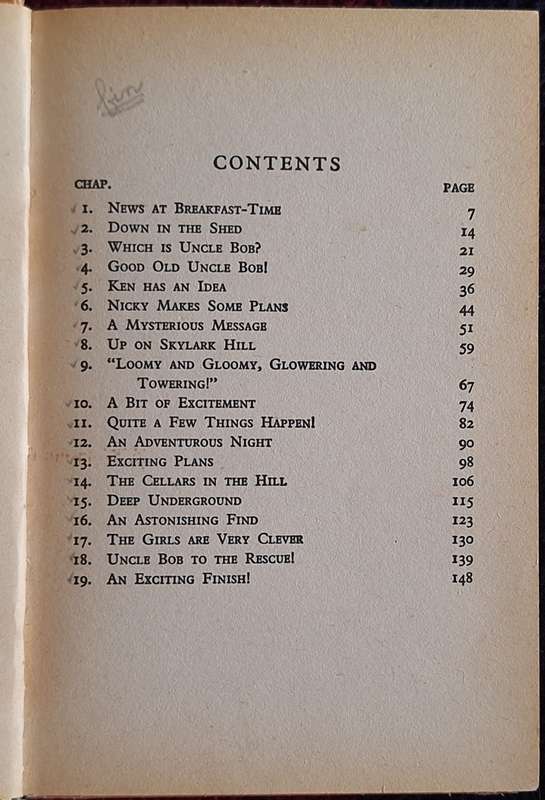 fin
CONTENTS
CHAP. PAGE
1. News at Breakfast-Time 7
2. Down in the Shed 14
3. Which is Uncle Bob? 21
4. Good Old Uncle Bob! 29
5. Ken has an Idea 36
6. Nicky Makes Some Plans 44
7. A Mysterious Message 51
8. Up on Skylark Hill 59
9. "Loomy and Gloomy, Glowering and
Towering!" 67
10. A Bit of Excitement 74
11. Quite a Few Things Happen! 82
12. An Adventurous Night 90
13. Exciting Plans 98
14. The Cellars in the Hill 106
15. Deep Underground 115
16. An Astonishing Find 123
17. The Girls are Very Clever 130
18. Uncle Bob to the Rescue! 139
19. An Exciting Finish! 148